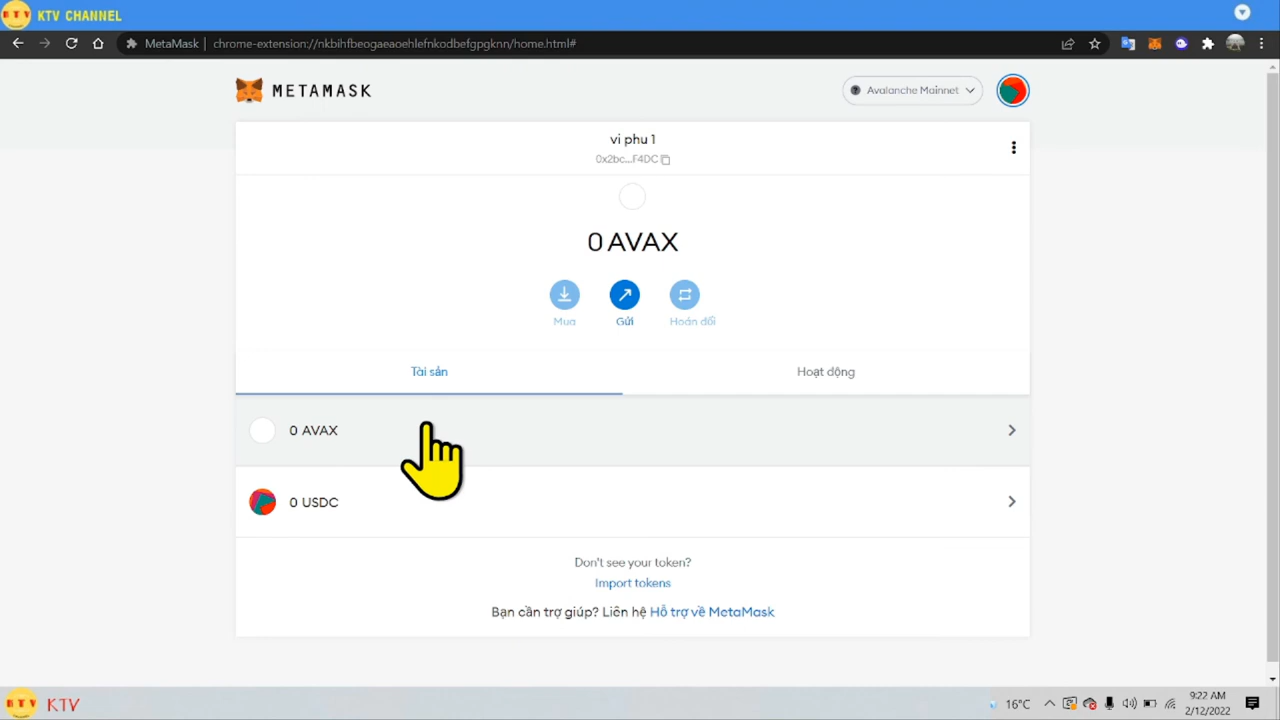 KTV CHANNEL
MetaMask | chrome-extension://nkbihfbeogaeaoehlefnkodbefgpgknn/home.html#
METAMASK
Avalanche Mainnet
vi phu 1
0x2bc...F4DC
0 AVAX
Mua
Gửi
Hoán đổi
Tài sản
Hoạt động
0 AVAX
0 USDC
Don't see your token?
Import tokens
Bạn cần trợ giúp? Liên hệ Hỗ trợ về MetaMask
KTV
16°C
9:22 AM
2/12/2022